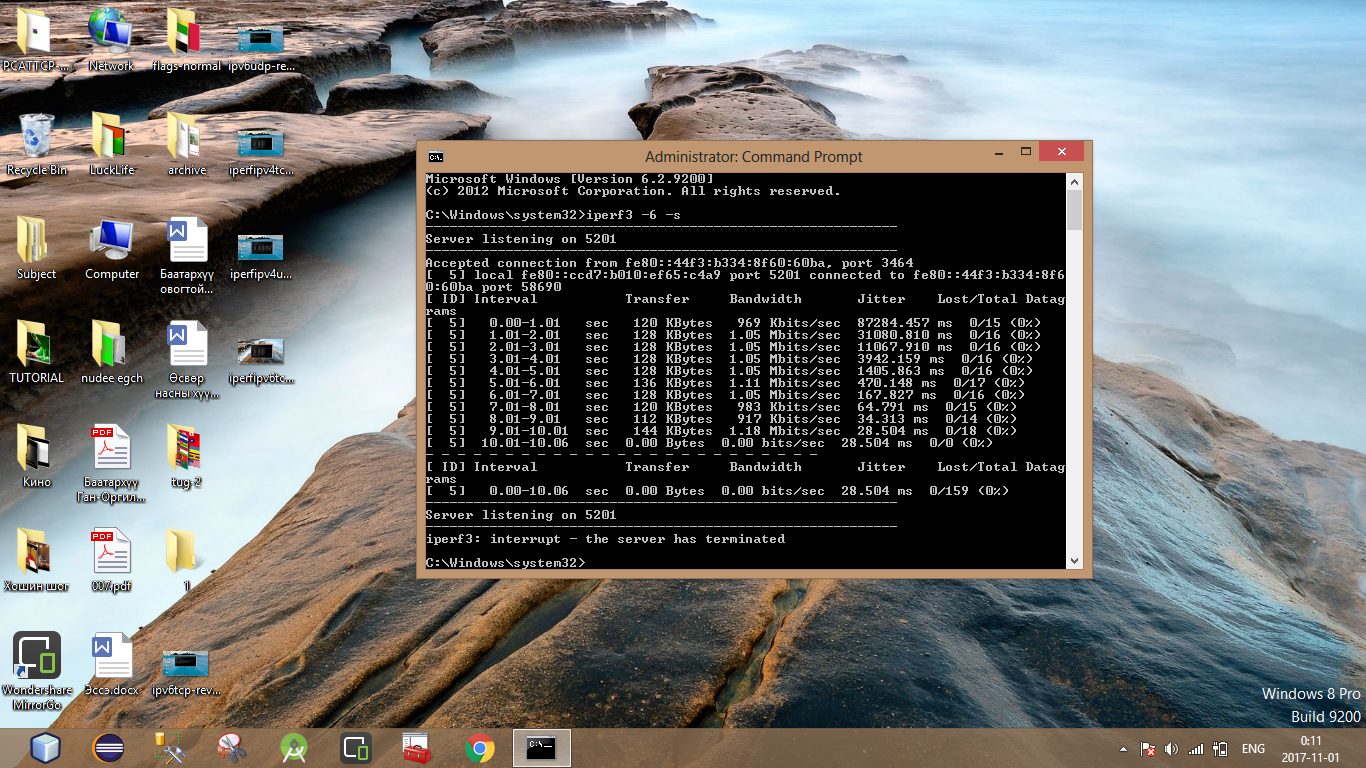 PCATTCP-...
Network
flags-normal
ipv6udp-re...
Recycle Bin
LuckLife
archive
iperfipv4tc...
Subject
Computer
Баатархүү
овогтой...
iperfipv4u...
TUTORIAL
nudee egch
Өсвөр
насны хүү...
iperfipv6to...
Кино
PDF
Баатархүү
Ган-Оргил...
tug-2
Хошин шог
PDF
007.pdf
1
Wondershare
MirrorGo
Эссэ.docx
ipv6tcp-rev...
Administrator: Command Prompt
Microsoft Windows [Version 6.2.9200]
(c) 2012 Microsoft Corporation. All rights reserved.
C:\Windows\system32>iperf3 -6 -s
-----------------------------------------------------------
Server listening on 5201
-----------------------------------------------------------
Accepted connection from fe80::44f3:b334:8f60:60ba, port 3464
[  5] local fe80::ccd7:b010:ef65:c4a9 port 5201 connected to fe80::44f3:b334:8f6
0:60ba port 58690
[ ID] Interval           Transfer     Bandwidth       Jitter    Lost/Total Datag
rams
[  5]   0.00-1.01   sec   120 KBytes   969 Kbits/sec  87284.457 ms  0/15 (0%)
[  5]   1.01-2.01   sec   128 KBytes  1.05 Mbits/sec  31080.810 ms  0/16 (0%)
[  5]   2.01-3.01   sec   128 KBytes  1.05 Mbits/sec  11067.910 ms  0/16 (0%)
[  5]   3.01-4.01   sec   128 KBytes  1.05 Mbits/sec  3942.159 ms  0/16 (0%)
[  5]   4.01-5.01   sec   128 KBytes  1.05 Mbits/sec  1405.863 ms  0/16 (0%)
[  5]   5.01-6.01   sec   136 KBytes  1.11 Mbits/sec  470.148 ms  0/17 (0%)
[  5]   6.01-7.01   sec   128 KBytes  1.05 Mbits/sec  167.827 ms  0/16 (0%)
[  5]   7.01-8.01   sec   120 KBytes   983 Kbits/sec  64.791 ms  0/15 (0%)
[  5]   8.01-9.01   sec   112 KBytes   917 Kbits/sec  34.313 ms  0/14 (0%)
[  5]   9.01-10.01  sec   144 KBytes  1.18 Mbits/sec  28.504 ms  0/18 (0%)
[  5]  10.01-10.06  sec  0.00 Bytes  0.00 bits/sec  28.504 ms  0/0 (0%)
- - - - - - - - - - - - - - - - - - - - - - - - -
[ ID] Interval           Transfer     Bandwidth       Jitter    Lost/Total Datag
rams
[  5]   0.00-10.06  sec  0.00 Bytes  0.00 bits/sec  28.504 ms  0/159 (0%)
-----------------------------------------------------------
Server listening on 5201
-----------------------------------------------------------
iperf3: interrupt - the server has terminated
C:\Windows\system32>
Windows 8 Pro
Build 9200
ENG
0:11
2017-11-01